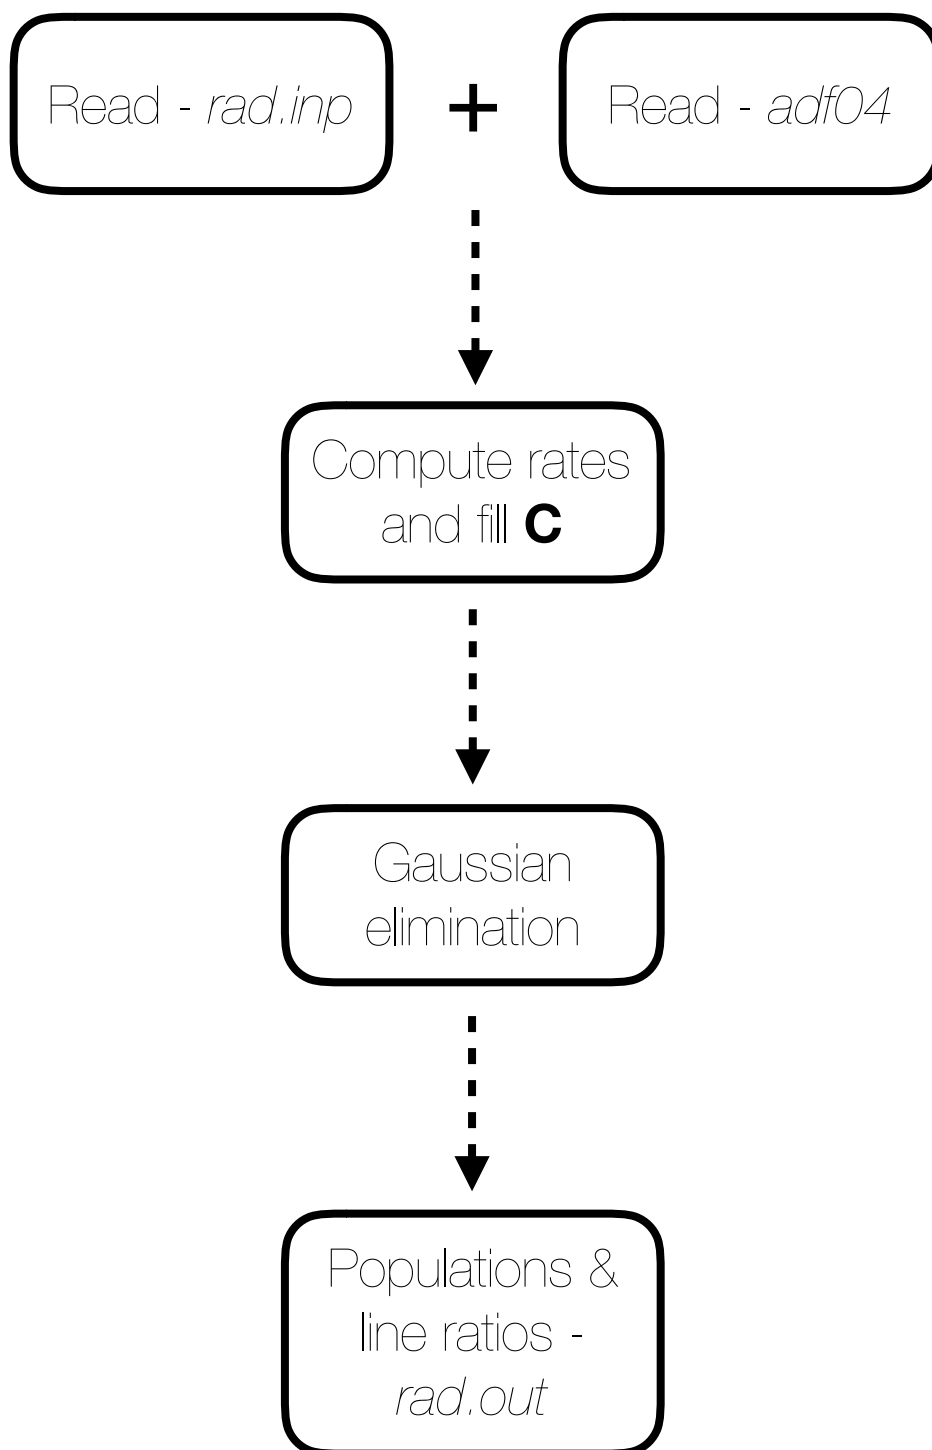 Read - rad.inp + Read - adf04
Compute rates
and fill C
Gaussian
elimination
Populations &
line ratios -
rad.out